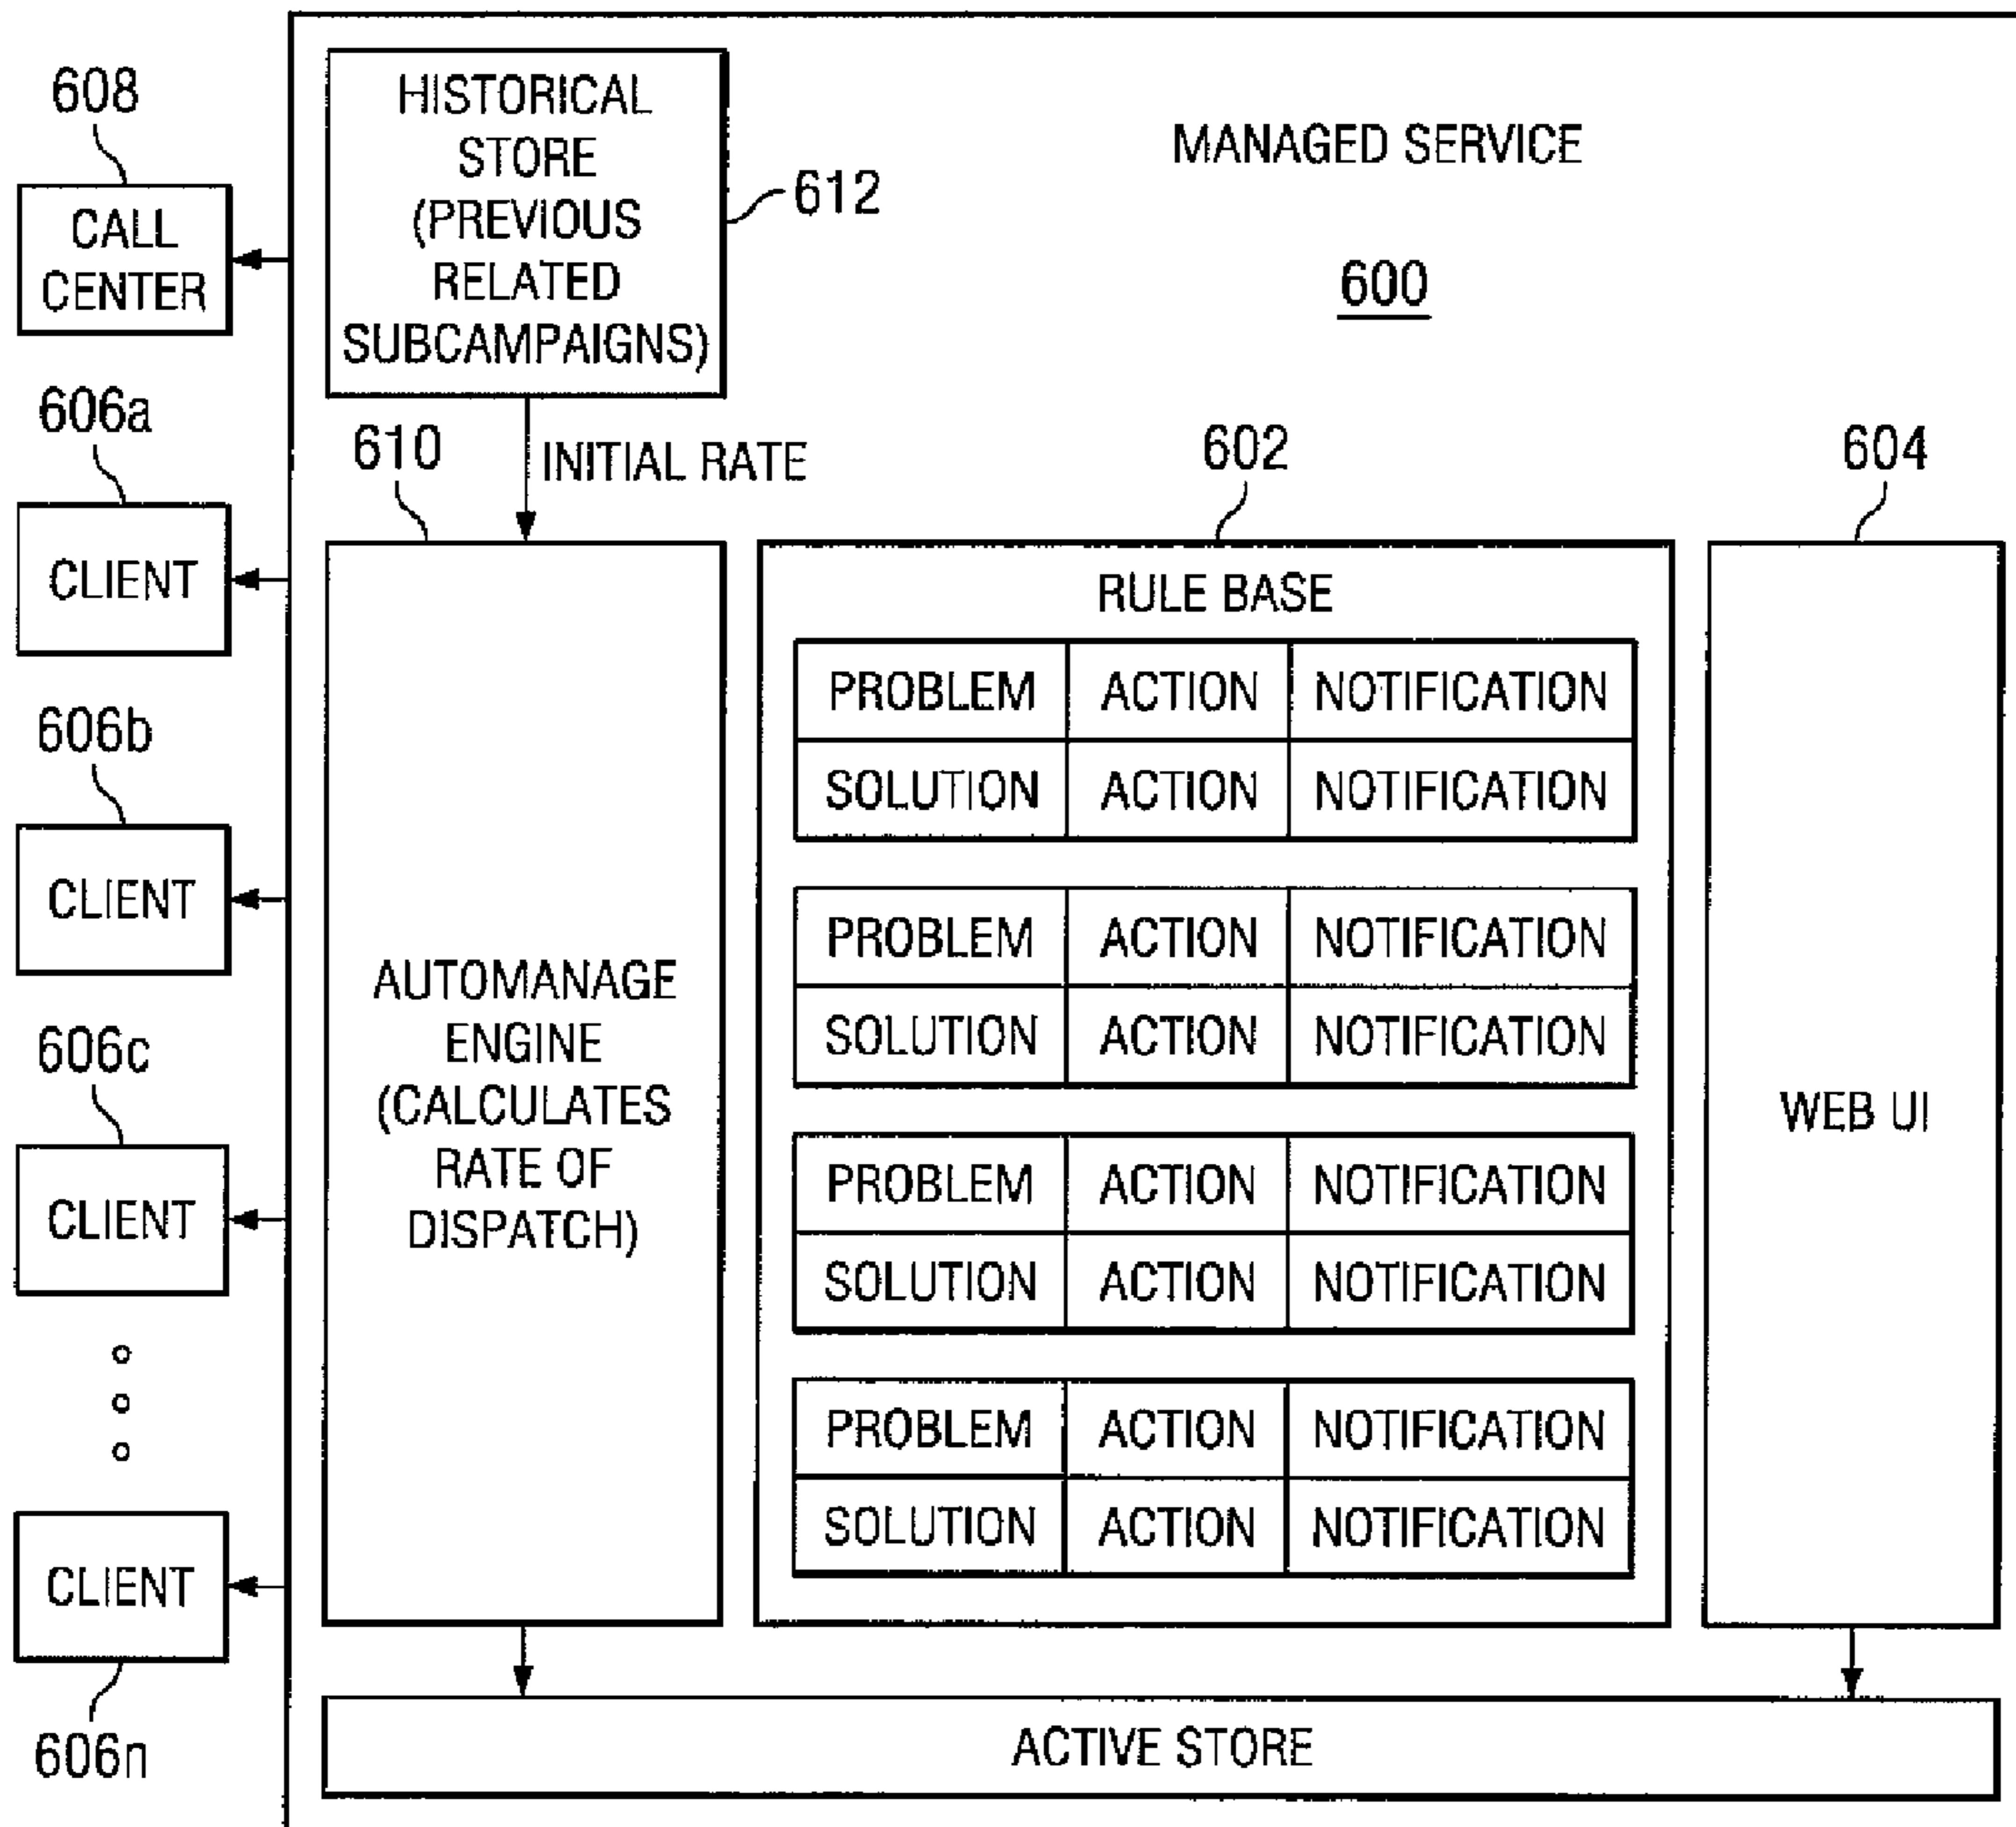 608
CALL
CENTER
606a
CLIENT
606b
CLIENT
606c
CLIENT
CLIENT
606n
HISTORICAL
STORE
(PREVIOUS
RELATED
SUBCAMPAIGNS)
612
MANAGED SERVICE
600
610
INITIAL RATE
602
604
AUTOMANAGE
ENGINE
(CALCULATES
RATE OF
DISPATCH)
RULE BASE
PROBLEM ACTION NOTIFICATION
SOLUTION ACTION NOTIFICATION
PROBLEM ACTION NOTIFICATION
SOLUTION ACTION NOTIFICATION
PROBLEM ACTION NOTIFICATION
SOLUTION ACTION NOTIFICATION
PROBLEM ACTION NOTIFICATION
SOLUTION ACTION NOTIFICATION
WEB UI
ACTIVE STORE